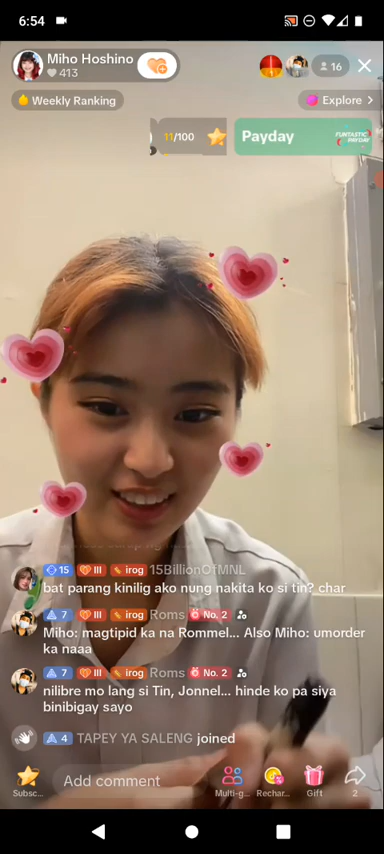 6:54
Miho Hoshino
413
16
Weekly Ranking
Explore
11/100
Payday
FUNTASTIC
PAYDAY
15 III irog 15BillionOfMNL
bat parang kinilig ako nung nakita ko si tin? char
7 III irog Roms No. 2
Miho: magtipid ka na Rommel... Also Miho: umorder
ka naaa
7 III irog Roms No. 2
nilibre mo lang si Tin, Jonnel... hinde ko pa siya
binibigay sayo
4 TAPEY YA SALENG joined
Add comment
Subsc... Multi-g... Rechar... Gift 2